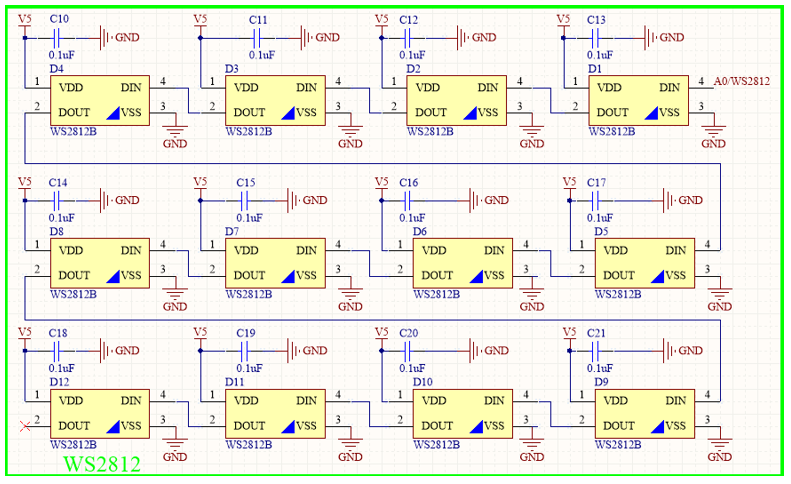 V5 C10 GND V5 C11 GND V5 C12 GND V5 C13 GND
0.1uF 0.1uF 0.1uF 0.1uF
D4 D3 D2 D1
1 VDD DIN 4 1 VDD DIN 4 1 VDD DIN 4 1 VDD DIN 4 A0/WS2812
2 DOUT VSS 3 2 DOUT VSS 3 2 DOUT VSS 3 2 DOUT VSS 3
WS2812B WS2812B WS2812B WS2812B
GND GND GND GND
V5 C14 GND V5 C15 GND V5 C16 GND V5 C17 GND
0.1uF 0.1uF 0.1uF 0.1uF
D8 D7 D6 D5
1 VDD DIN 4 1 VDD DIN 4 1 VDD DIN 4 1 VDD DIN 4
2 DOUT VSS 3 2 DOUT VSS 3 2 DOUT VSS 3 2 DOUT VSS 3
WS2812B WS2812B WS2812B WS2812B
GND GND GND GND
V5 C18 GND V5 C19 GND V5 C20 GND V5 C21 GND
0.1uF 0.1uF 0.1uF 0.1uF
D12 D11 D10 D9
1 VDD DIN 4 1 VDD DIN 4 1 VDD DIN 4 1 VDD DIN 4
2 DOUT VSS 3 2 DOUT VSS 3 2 DOUT VSS 3 2 DOUT VSS 3
WS2812B WS2812B WS2812B WS2812B
GND GND GND GND
WS2812